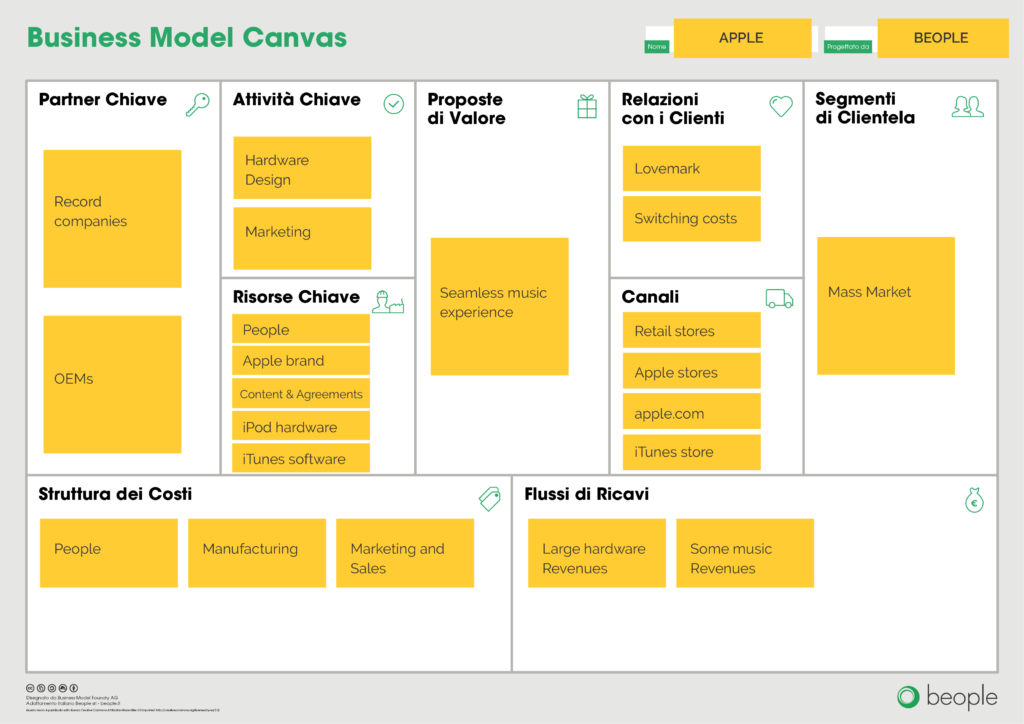 Business Model Canvas
Nome
APPLE
Progettato da
BEOPLE
Partner Chiave
Record
companies
OEMs
Attività Chiave
Hardware
Design
Marketing
Risorse Chiave
People
Apple brand
Content & Agreements
iPod hardware
iTunes software
Proposte
di Valore
Seamless music
experience
Relazioni
con i Clienti
Lovemark
Switching costs
Canali
Retail stores
Apple stores
apple.com
iTunes store
Segmenti
di Clientela
Mass Market
Struttura dei Costi
People
Manufacturing
Marketing and
Sales
Flussi di Ricavi
€
Large hardware
Revenues
Some music
Revenues
Disegnato da Business Model Foundry AG
Adattamento italiano Beople srl - beople.it
beople